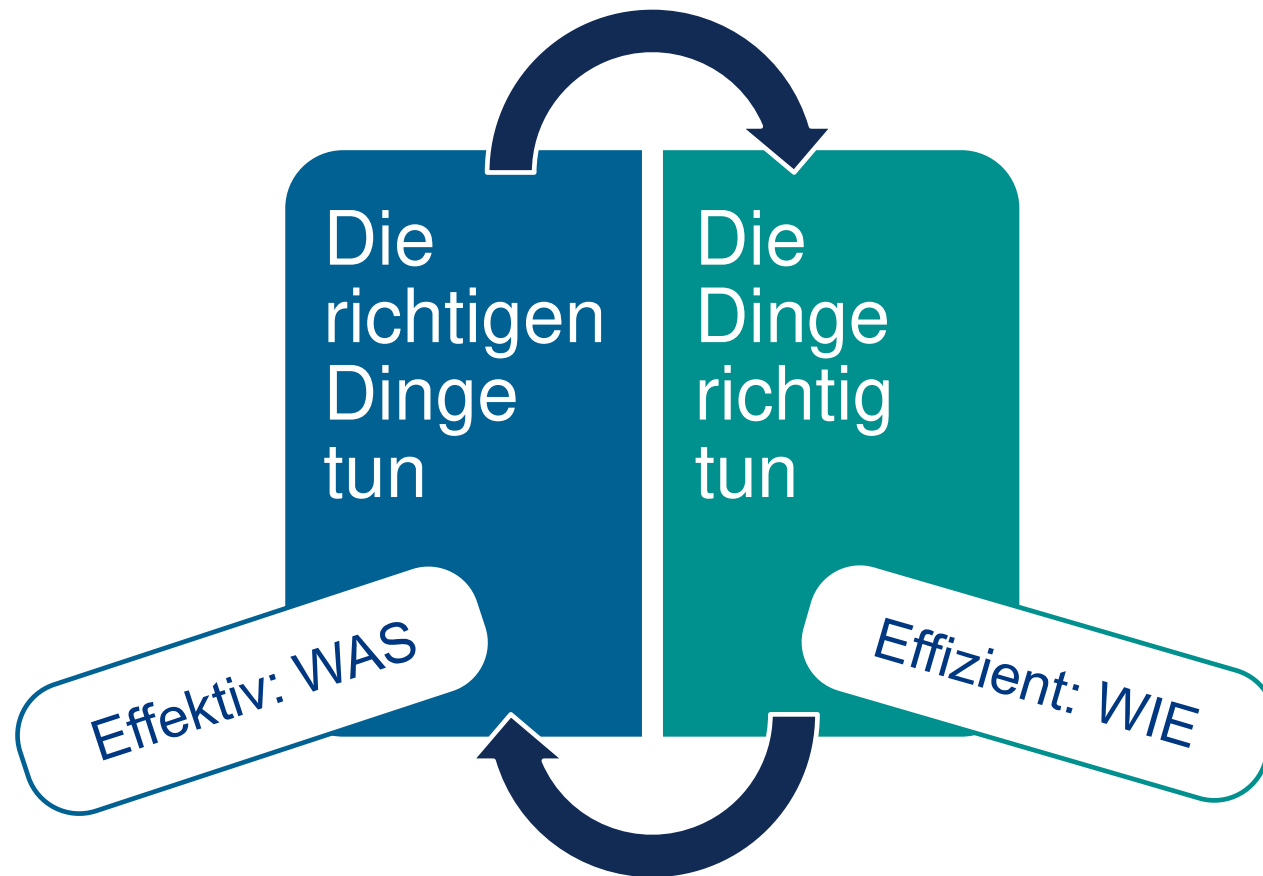 Die
richtigen
Dinge
tun
Die
Dinge
richtig
tun
Effektiv: WAS
Effizient: WIE